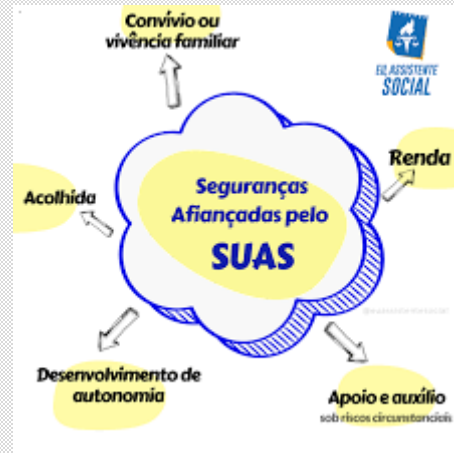 Convívio ou
vivência familiar
EU, ASSISTENTE
SOCIAL
Renda
Acolhida
Seguranças
Afiançadas pelo
SUAS
Desenvolvimento de
autonomia
Apoio e auxílio
sob riscos circunstanciais